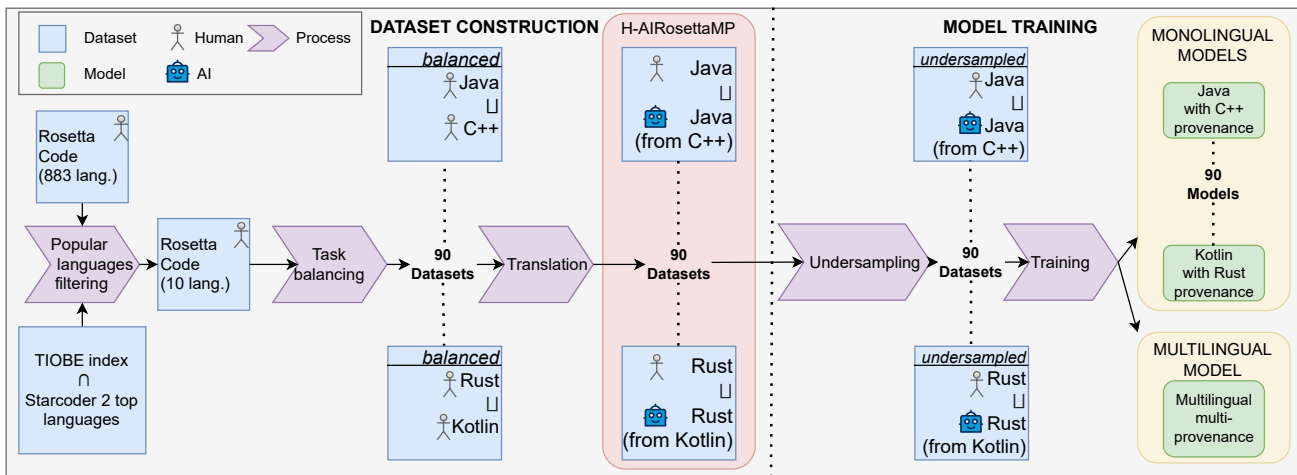 Dataset
Human
Process
Model
AI
DATASET CONSTRUCTION
H-AIRosettaMP
MODEL TRAINING
Rosetta
Code
(883 lang.)
Popular
languages
filtering
TIOBE index
∩
Starcoder 2 top
languages
Rosetta
Code
(10 lang.)
Task
balancing
balanced
Java
⊔
C++
90
Datasets
balanced
Rust
⊔
Kotlin
Translation
Java
⊔
Java
(from C++)
90
Datasets
Rust
⊔
Rust
(from Kotlin)
Undersampling
undersampled
Java
⊔
Java
(from C++)
90
Datasets
undersampled
Rust
⊔
Rust
(from Kotlin)
Training
MONOLINGUAL
MODELS
Java
with C++
provenance
90
Models
Kotlin
with Rust
provenance
MULTILINGUAL
MODEL
Multilingual
multi-
provenance